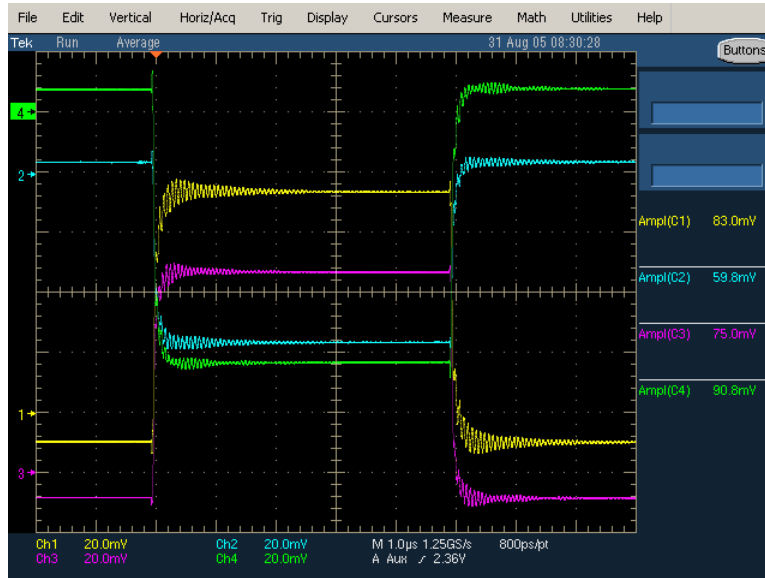 File Edit Vertical Horiz/Acq Trig Display Cursors Measure Math Utilities Help
Tek Run Average 31 Aug 05 08:30:28
Buttons
4
2
Ampl(C1) 83.0mV
Ampl(C2) 59.8mV
Ampl(C3) 75.0mV
Ampl(C4) 90.8mV
1
3
Ch1 20.0mV Ch2 20.0mV M 1.0µs 1.25GS/s 800ps/pt
Ch3 20.0mV Ch4 20.0mV A Aux ∕ 2.36V